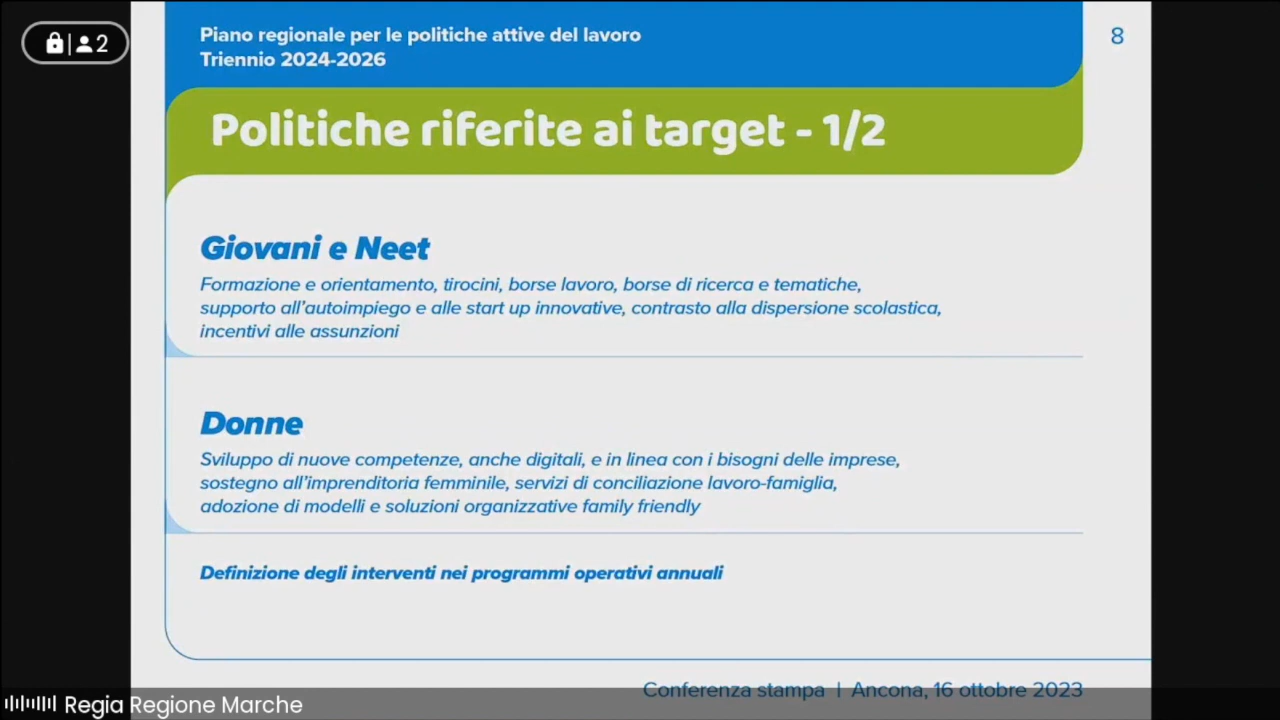 2
Piano regionale per le politiche attive del lavoro
Triennio 2024-2026
8
Politiche riferite ai target - 1/2
Giovani e Neet
Formazione e orientamento, tirocini, borse lavoro, borse di ricerca e tematiche,
supporto all'autoimpiego e alle start up innovative, contrasto alla dispersione scolastica,
incentivi alle assunzioni
Donne
Sviluppo di nuove competenze, anche digitali, e in linea con i bisogni delle imprese,
sostegno all'imprenditoria femminile, servizi di conciliazione lavoro-famiglia,
adozione di modelli e soluzioni organizzative family friendly
Definizione degli interventi nei programmi operativi annuali
Conferenza stampa | Ancona, 16 ottobre 2023
Regia Regione Marche